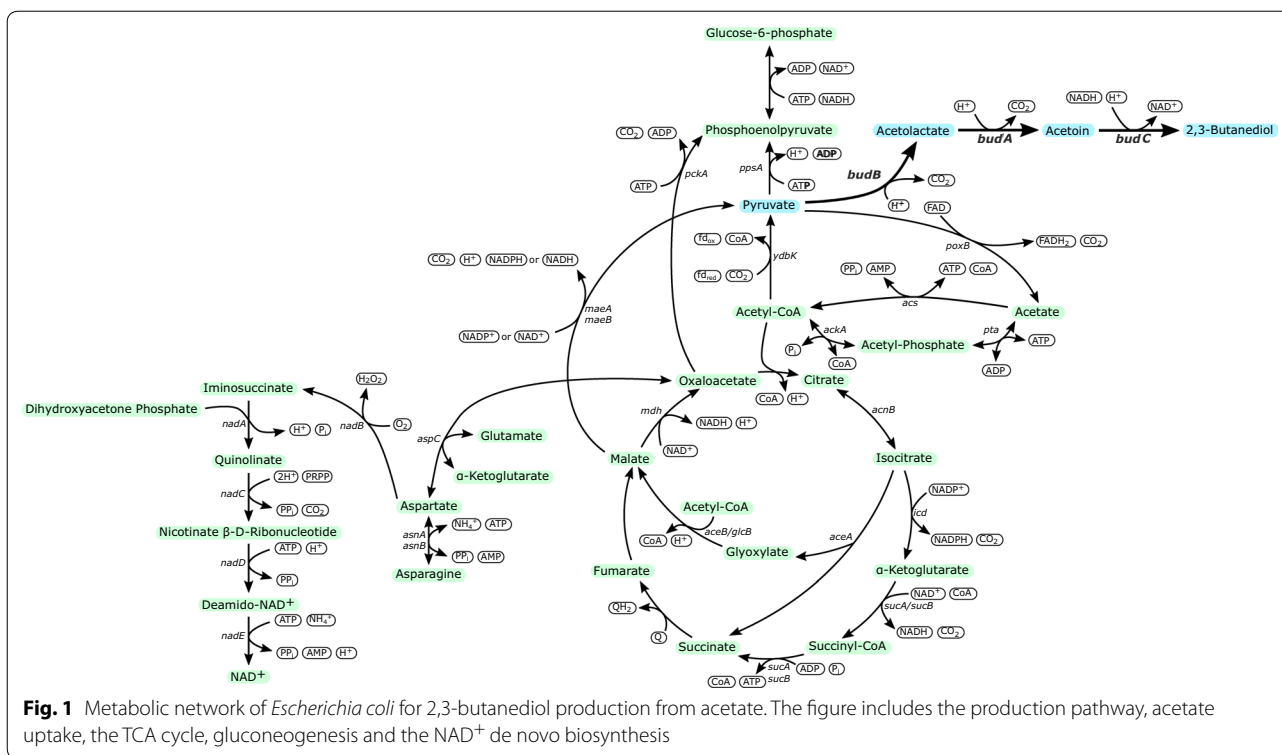 Glucose-6-phosphate
ADP NAD⁺
ATP NADH
Phosphoenolpyruvate
CO₂ ADP
pckA
ATP
ppsA
H⁺ ADP
ATP
Acetolactate
H⁺ CO₂
budA
Acetoin
NADH H⁺ NAD⁺
budC
2,3-Butanediol
budB
CO₂
H⁺
Pyruvate
FAD
poxB
FADH₂ CO₂
fd_ox CoA
ydbK
fd_red CO₂
CO₂ H⁺ NADPH or NADH
maeA
maeB
NADP⁺ or NAD⁺
PPᵢ AMP
ATP CoA
acs
Acetyl-CoA
Acetate
ackA
Pᵢ
CoA
Acetyl-Phosphate
pta
ATP
ADP
Oxaloacetate
Citrate
CoA H⁺
H₂O₂
Iminosuccinate
Dihydroxyacetone Phosphate
nadA
H⁺ Pᵢ
nadB
O₂
aspC
Glutamate
α-Ketoglutarate
mdh
NADH H⁺
NAD⁺
acnB
Malate
Isocitrate
Quinolinate
2H⁺ PRPP
nadC
PPᵢ CO₂
Aspartate
Acetyl-CoA
NADP⁺
icd
NADPH CO₂
Nicotinate β-D-Ribonucleotide
asnA
asnB
NH₄⁺ ATP
PPᵢ AMP
Asparagine
aceB/glcB
CoA H⁺
Glyoxylate
aceA
ATP H⁺
nadD
PPᵢ
Fumarate
α-Ketoglutarate
Deamido-NAD⁺
QH₂
Q
NAD⁺ CoA
sucA/sucB
NADH CO₂
ATP NH₄⁺
nadE
PPᵢ AMP H⁺
Succinate
Succinyl-CoA
sucA
sucB
ADP Pᵢ
CoA ATP
NAD⁺
Fig. 1 Metabolic network of Escherichia coli for 2,3-butanediol production from acetate. The figure includes the production pathway, acetate
uptake, the TCA cycle, gluconeogenesis and the NAD⁺ de novo biosynthesis